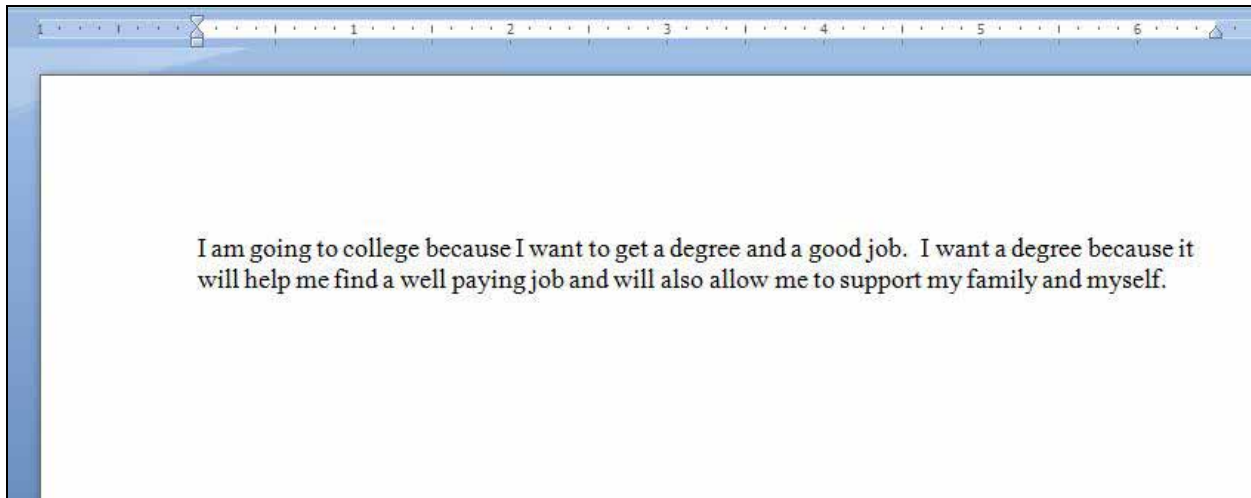 1 1 2 3 4 5 6
I am going to college because I want to get a degree and a good job.  I want a degree because it
will help me find a well paying job and will also allow me to support my family and myself.